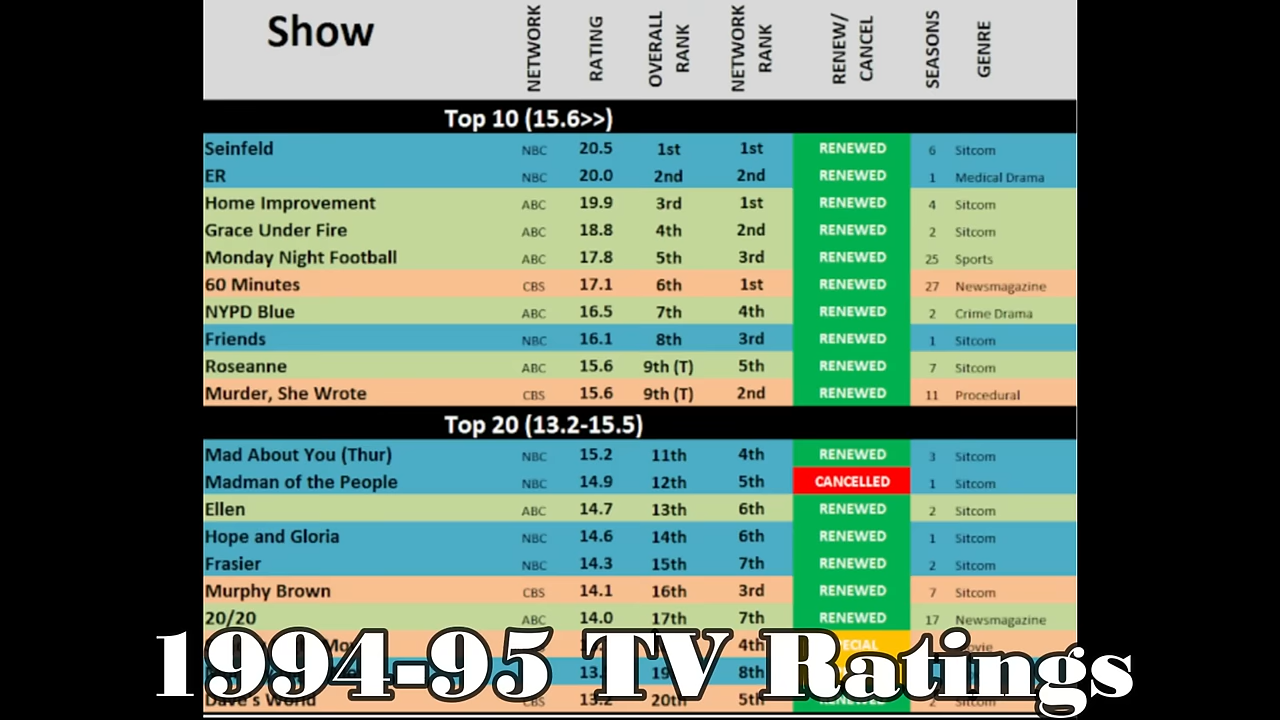 Show NETWORK RATING OVERALL RANK NETWORK RANK RENEW/ CANCEL SEASONS GENRE
Top 10 (15.6>>)
Seinfeld NBC 20.5 1st 1st RENEWED 6 Sitcom
ER NBC 20.0 2nd 2nd RENEWED 1 Medical Drama
Home Improvement ABC 19.9 3rd 1st RENEWED 4 Sitcom
Grace Under Fire ABC 18.8 4th 2nd RENEWED 2 Sitcom
Monday Night Football ABC 17.8 5th 3rd RENEWED 25 Sports
60 Minutes CBS 17.1 6th 1st RENEWED 27 Newsmagazine
NYPD Blue ABC 16.5 7th 4th RENEWED 2 Crime Drama
Friends NBC 16.1 8th 3rd RENEWED 1 Sitcom
Roseanne ABC 15.6 9th (T) 5th RENEWED 7 Sitcom
Murder, She Wrote CBS 15.6 9th (T) 2nd RENEWED 11 Procedural
Top 20 (13.2-15.5)
Mad About You (Thur) NBC 15.2 11th 4th RENEWED 3 Sitcom
Madman of the People NBC 14.9 12th 5th CANCELLED 1 Sitcom
Ellen ABC 14.7 13th 6th RENEWED 2 Sitcom
Hope and Gloria NBC 14.6 14th 6th RENEWED 1 Sitcom
Frasier NBC 14.3 15th 7th RENEWED 2 Sitcom
Murphy Brown CBS 14.1 16th 3rd RENEWED 7 Sitcom
20/20 ABC 14.0 17th 7th RENEWED 17 Newsmagazine
4th
8th
Dave's World CBS 13.2 20th 5th RENEWED 2 Sitcom
1994-95 TV Ratings